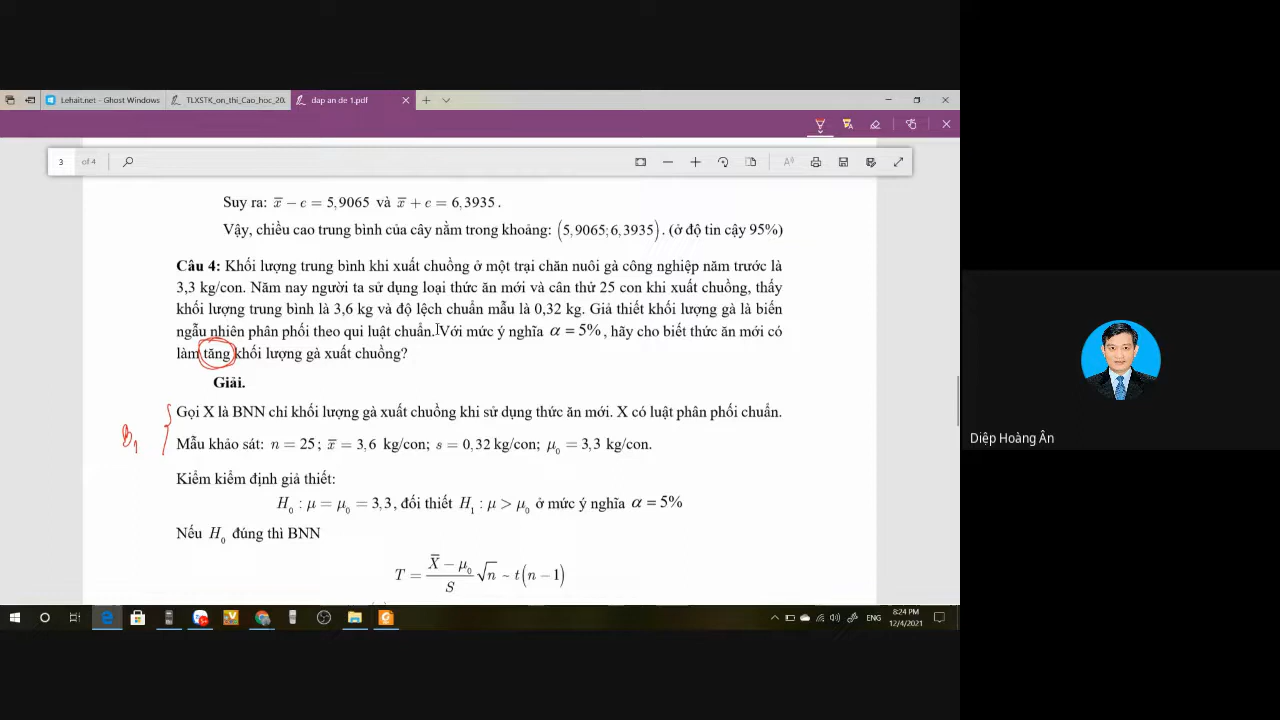 Lehait.net - Ghost Windows
TLXSTK_on_thi_Cao_hoc_20
dap an de 1.pdf
3 of 4
Suy ra: x̄ − c = 5,9065 và x̄ + c = 6,3935 .
Vậy, chiều cao trung bình của cây nằm trong khoảng: (5,9065;6,3935). (ở độ tin cậy 95%)
Câu 4: Khối lượng trung bình khi xuất chuồng ở một trại chăn nuôi gà công nghiệp năm trước là
3,3 kg/con. Năm nay người ta sử dụng loại thức ăn mới và cân thử 25 con khi xuất chuồng, thấy
khối lượng trung bình là 3,6 kg và độ lệch chuẩn mẫu là 0,32 kg. Giả thiết khối lượng gà là biến
ngẫu nhiên phân phối theo qui luật chuẩn. Với mức ý nghĩa α = 5%, hãy cho biết thức ăn mới có
làm tăng khối lượng gà xuất chuồng?
Giải.
Gọi X là BNN chỉ khối lượng gà xuất chuồng khi sử dụng thức ăn mới. X có luật phân phối chuẩn.
B₁
Mẫu khảo sát: n = 25 ; x̄ = 3,6 kg/con; s = 0,32 kg/con; μ₀ = 3,3 kg/con.
Kiểm kiểm định giả thiết:
H₀ : μ = μ₀ = 3,3, đối thiết H₁ : μ > μ₀ ở mức ý nghĩa α = 5%
Nếu H₀ đúng thì BNN
T = (X̄ − μ₀)/S √n ~ t(n − 1)
Diệp Hoàng Ân
ENG
8:24 PM
12/4/2021